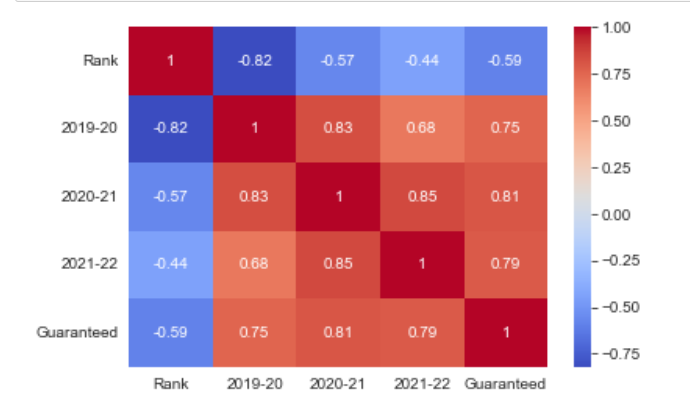 1.00
Rank 1 -0.82 -0.57 -0.44 -0.59
0.75
2019-20 -0.82 1 0.83 0.68 0.75
0.50
0.25
2020-21 -0.57 0.83 1 0.85 0.81
0.00
2021-22 -0.44 0.68 0.85 1 0.79
−0.25
−0.50
Guaranteed -0.59 0.75 0.81 0.79 1
−0.75
Rank 2019-20 2020-21 2021-22 Guaranteed